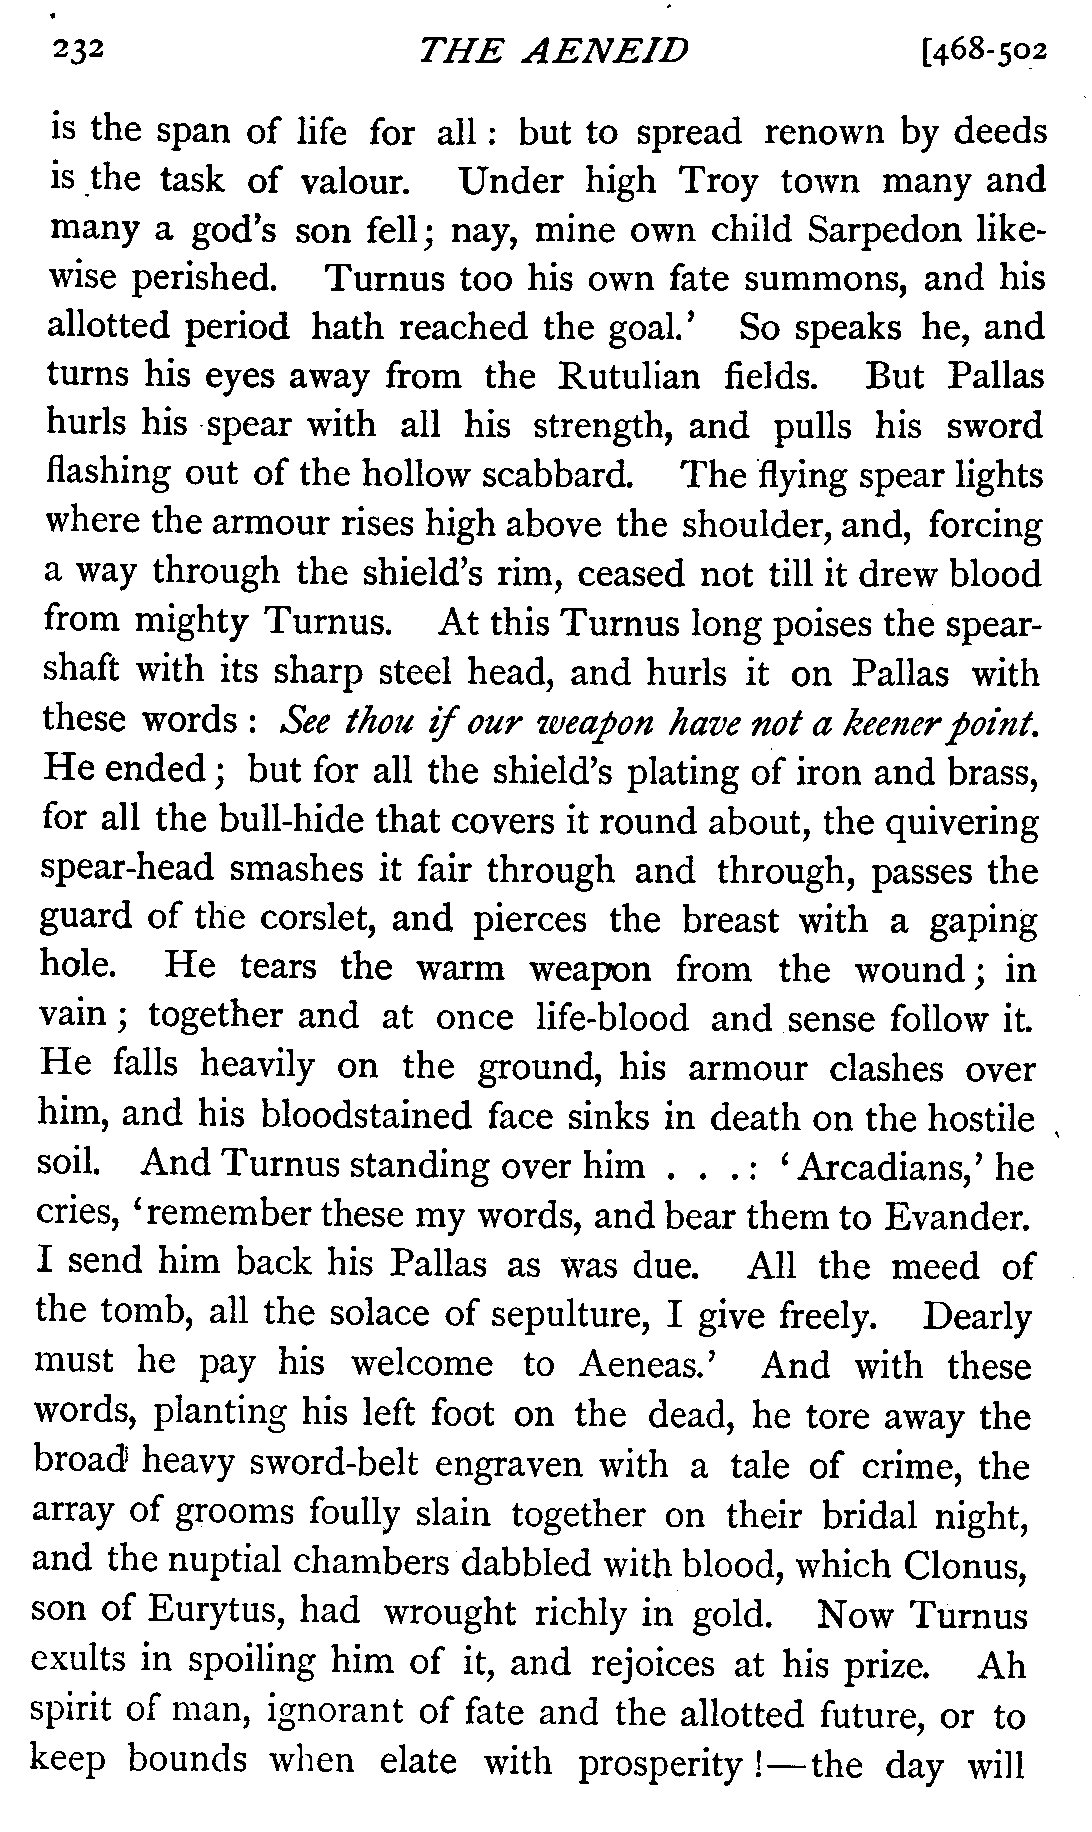 232 THE AENEID [468-502
is the span of life for all : but to spread renown by deeds
is the task of valour. Under high Troy town many and
many a god's son fell; nay, mine own child Sarpedon like-
wise perished. Turnus too his own fate summons, and his
allotted period hath reached the goal.' So speaks he, and
turns his eyes away from the Rutulian fields. But Pallas
hurls his spear with all his strength, and pulls his sword
flashing out of the hollow scabbard. The flying spear lights
where the armour rises high above the shoulder, and, forcing
a way through the shield's rim, ceased not till it drew blood
from mighty Turnus. At this Turnus long poises the spear-
shaft with its sharp steel head, and hurls it on Pallas with
these words : See thou if our weapon have not a keener point.
He ended ; but for all the shield's plating of iron and brass,
for all the bull-hide that covers it round about, the quivering
spear-head smashes it fair through and through, passes the
guard of the corslet, and pierces the breast with a gaping
hole. He tears the warm weapon from the wound ; in
vain ; together and at once life-blood and sense follow it.
He falls heavily on the ground, his armour clashes over
him, and his bloodstained face sinks in death on the hostile
soil. And Turnus standing over him . . . : ‘ Arcadians,’ he
cries, ‘remember these my words, and bear them to Evander.
I send him back his Pallas as was due. All the meed of
the tomb, all the solace of sepulture, I give freely. Dearly
must he pay his welcome to Aeneas.’ And with these
words, planting his left foot on the dead, he tore away the
broad heavy sword-belt engraven with a tale of crime, the
array of grooms foully slain together on their bridal night,
and the nuptial chambers dabbled with blood, which Clonus,
son of Eurytus, had wrought richly in gold. Now Turnus
exults in spoiling him of it, and rejoices at his prize. Ah
spirit of man, ignorant of fate and the allotted future, or to
keep bounds when elate with prosperity !—the day will